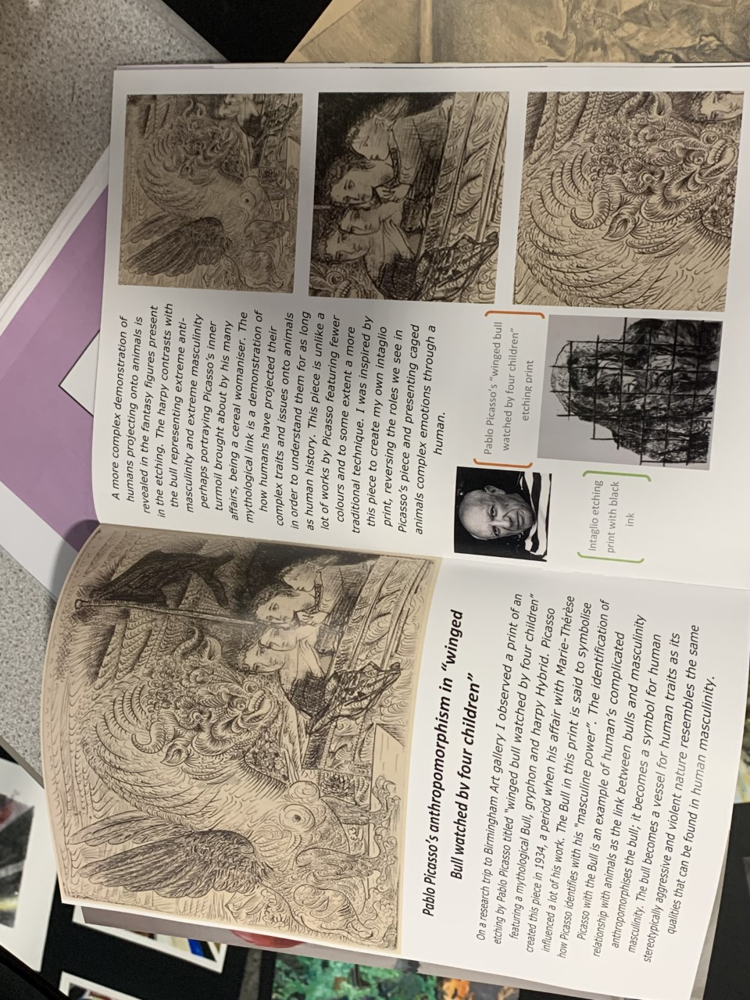 Pablo Picasso's anthropomorphism in “winged
Bull watched by four children”
On a research trip to Birmingham Art gallery I observed a print of an
etching by Pablo Picasso titled “winged bull watched by four children”
featuring a mythological Bull, gryphon and harpy Hybrid. Picasso
created this piece in 1934, a period when his affair with Marie-Thérèse
influenced a lot of his work. The Bull in this print is said to symbolise
how Picasso identifies with his “masculine power”. The identification of
Picasso with the Bull is an example of human's complicated
relationship with animals as the link between bulls and masculinity
anthropomorphises the bull; it becomes a symbol for human
masculinity. The bull becomes a vessel for human traits as its
stereotypically aggressive and violent nature resembles the same
qualities that can be found in human masculinity.
A more complex demonstration of
humans projecting onto animals is
revealed in the fantasy figures present
in the etching. The harpy contrasts with
the bull representing extreme anti-
masculinity and extreme masculinity
perhaps portraying Picasso's inner
turmoil brought about by his many
affairs, being a cereal womaniser. The
mythological link is a demonstration of
how humans have projected their
complex traits and issues onto animals
in order to understand them for as long
as human history. This piece is unlike a
lot of works by Picasso featuring fewer
colours and to some extent a more
traditional technique. I was inspired by
this piece to create my own intaglio
print, reversing the roles we see in
Picasso's piece and presenting caged
animals complex emotions through a
human.
Pablo Picasso's “winged bull
watched by four children”
etching print
Intaglio etching
print with black
ink